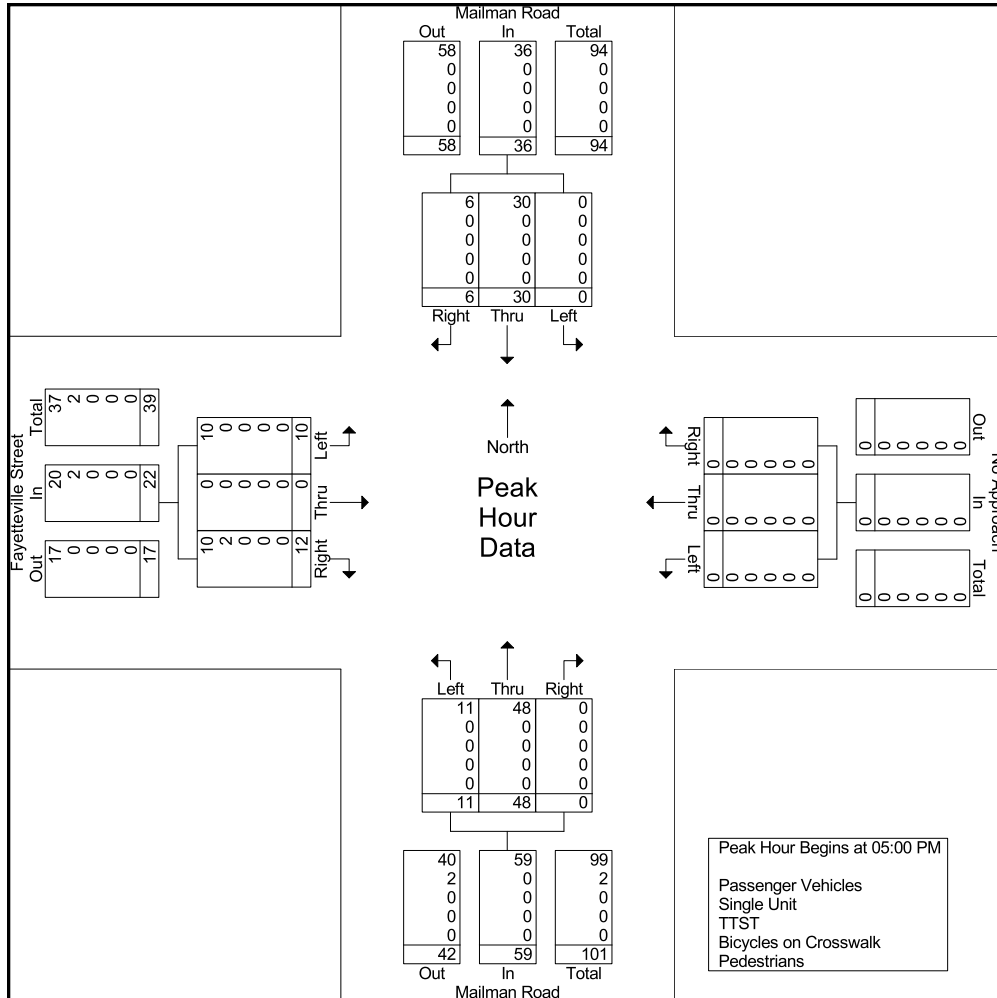 Mailman Road
Out In Total
58 36 94
0 0 0
0 0 0
0 0 0
0 0 0
58 36 94
6 30 0
0 0 0
0 0 0
0 0 0
0 0 0
6 30 0
Right Thru Left
Fayetteville Street
Total
37 2 0 0 0 39
In
20 2 0 0 0 22
Out
17 0 0 0 0 17
10 0 0 0 0 10
Left
0 0 0 0 0 0
Thru
10 2 0 0 0 12
Right
North
Peak
Hour
Data
Right
0 0 0 0 0 0
Thru
0 0 0 0 0 0
Left
0 0 0 0 0 0
Out
0 0 0 0 0 0
In
0 0 0 0 0 0
Total
0 0 0 0 0 0
No Approach
Left Thru Right
11 48 0
0 0 0
0 0 0
0 0 0
0 0 0
11 48 0
40 59 99
2 0 2
0 0 0
0 0 0
0 0 0
42 59 101
Out In Total
Mailman Road
Peak Hour Begins at 05:00 PM
Passenger Vehicles
Single Unit
TTST
Bicycles on Crosswalk
Pedestrians